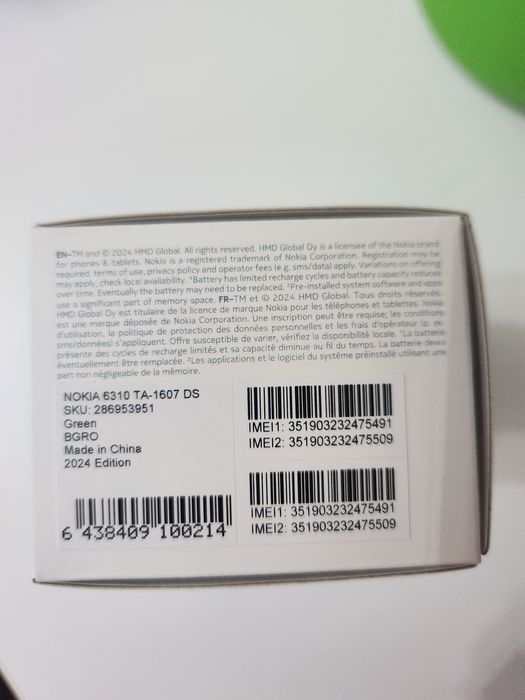 EN–TM and © 2024 HMD Global. All rights reserved. HMD Global Oy is a licensee of the Nokia brand
for phones & tablets. Nokia is a registered trademark of Nokia Corporation. Registration may be
required, terms of use, privacy policy and operator fees (e.g. sms/data) apply. Variations on offering
may apply, check local availability. ¹Battery has limited recharge cycles and battery capacity reduces
over time. Eventually the battery may need to be replaced. ²Pre-installed system software and apps
use a significant part of memory space. FR–TM et © 2024 HMD Global. Tous droits réservés.
HMD Global Oy est titulaire de la licence de marque Nokia pour les téléphones et tablettes. Nokia
est une marque déposée de Nokia Corporation. Une inscription peut être requise; les conditions
d'utilisation, la politique de protection des données personnelles et les frais d'opérateur (p. ex.
sms/données) s'appliquent. Offre susceptible de varier, vérifiez la disponibilité locale. ¹La batterie
présente des cycles de recharge limités et sa capacité diminue au fil du temps. La batterie devra
éventuellement être remplacée. ²Les applications et le logiciel du système préinstallé utilisent une
part non négligeable de la mémoire.
NOKIA 6310 TA-1607 DS
SKU: 286953951
Green
BGRO
Made in China
2024 Edition
6 438409 100214
IMEI1: 351903232475491
IMEI2: 351903232475509
IMEI1: 351903232475491
IMEI2: 351903232475509